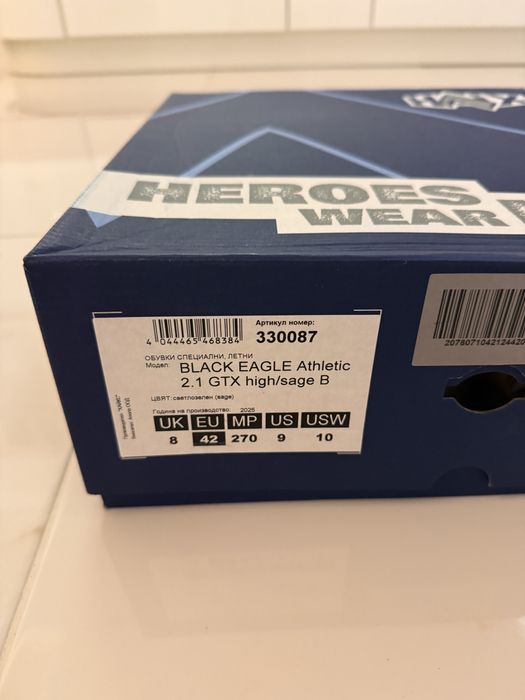 HEROES
WEAR
Артикул номер:
330087
4 044465 468384
ОБУВКИ СПЕЦИАЛНИ, ЛЕТНИ
Модел: BLACK EAGLE Athletic
2.1 GTX high/sage B
ЦВЯТ: светлозелен (sage)
Година на производство: 2025
UK EU MP US USW
8 42 270 9 10